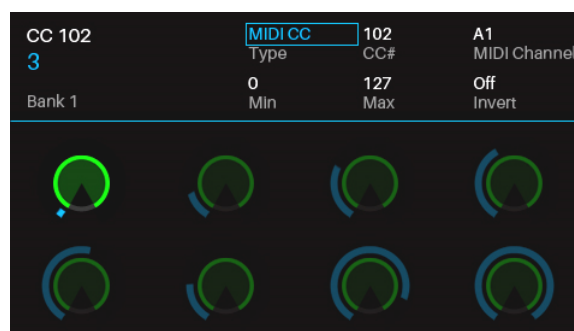 CC 102
3
Bank 1
MIDI CC 102 A1
Type CC# MIDI Channel
0 127 Off
Min Max Invert